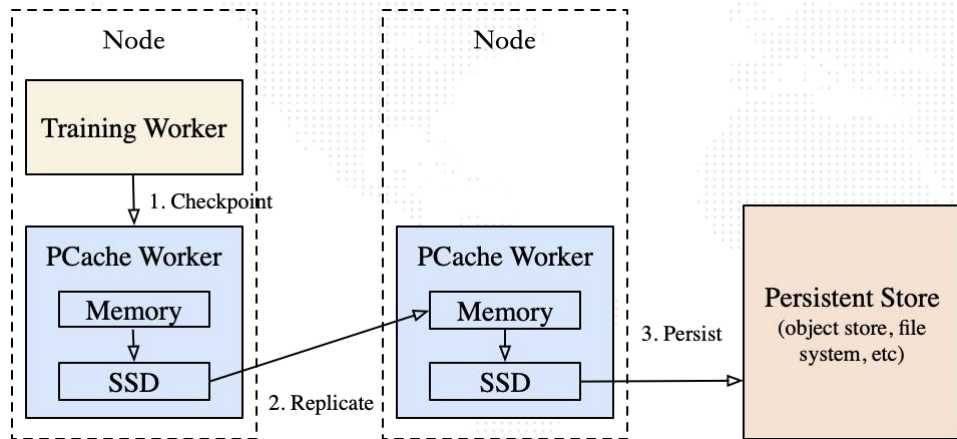 Node
Training Worker
1. Checkpoint
PCache Worker
Memory
SSD
2. Replicate
Node
PCache Worker
Memory
SSD
3. Persist
Persistent Store
(object store, file
system, etc)